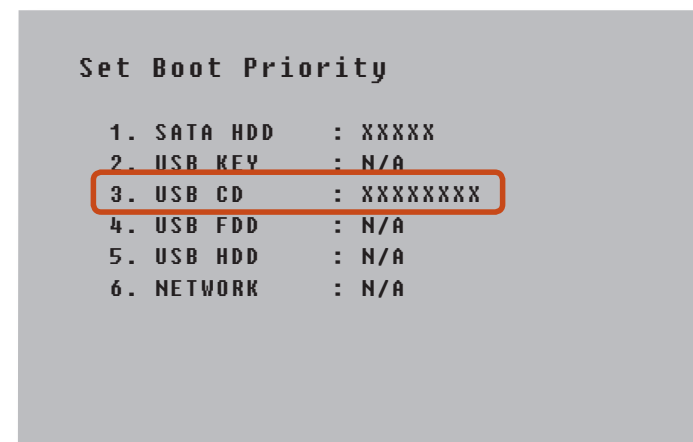 Set Boot Priority
1. SATA HDD : XXXXX
2. USB KEY : N/A
3. USB CD : XXXXXXXX
4. USB FDD : N/A
5. USB HDD : N/A
6. NETWORK : N/A